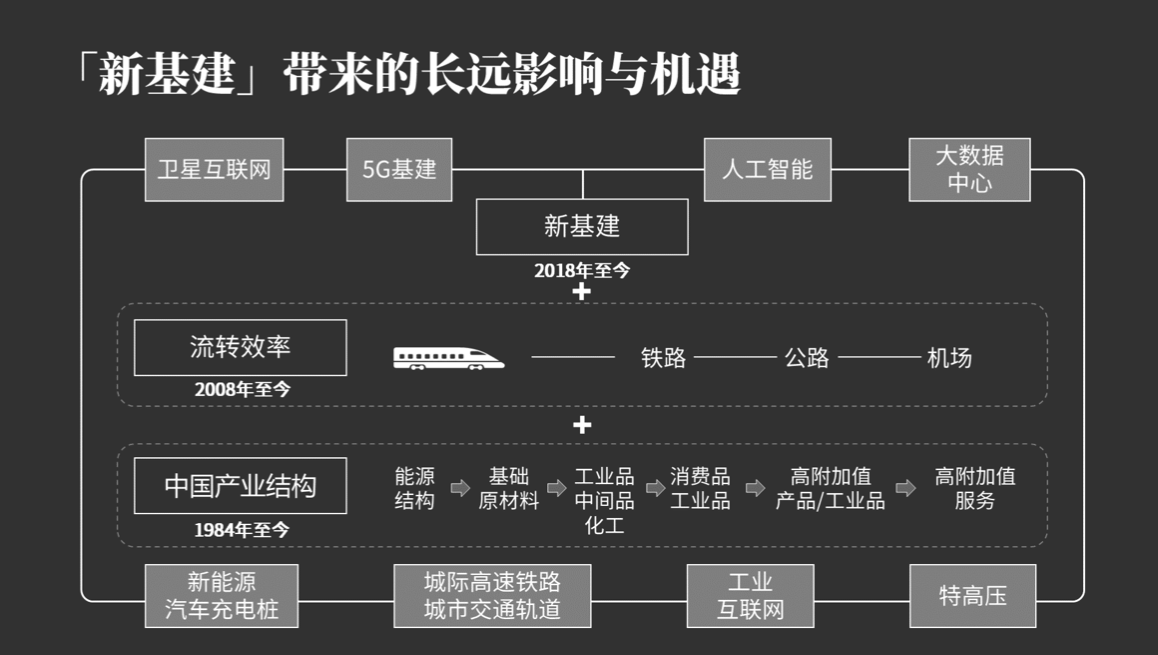 「新基建」带来的长远影响与机遇
卫星互联网
5G基建
人工智能
大数据
中心
新基建
2018年至今
+
流转效率
2008年至今
铁路
公路
机场
+
中国产业结构
1984年至今
能源
结构
基础
原材料
工业品
中间品
化工
消费品
工业品
高附加值
产品/工业品
高附加值
服务
新能源
汽车充电桩
城际高速铁路
城市交通轨道
工业
互联网
特高压